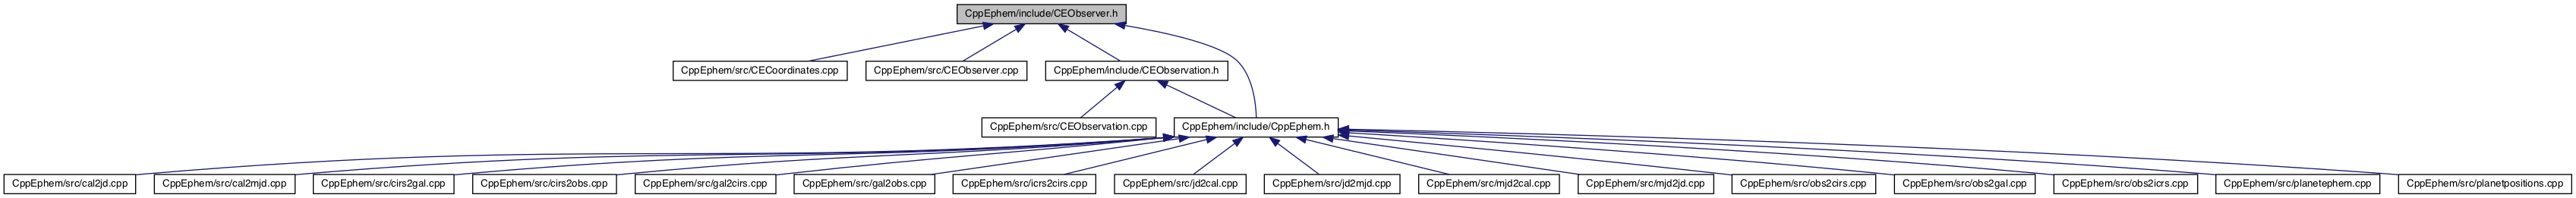 CppEphem/include/CEObserver.h
CppEphem/src/CECoordinates.cpp
CppEphem/src/CEObserver.cpp
CppEphem/include/CEObservation.h
CppEphem/src/CEObservation.cpp
CppEphem/include/CppEphem.h
CppEphem/src/cal2jd.cpp
CppEphem/src/cal2mjd.cpp
CppEphem/src/cirs2gal.cpp
CppEphem/src/cirs2obs.cpp
CppEphem/src/gal2cirs.cpp
CppEphem/src/gal2obs.cpp
CppEphem/src/icrs2cirs.cpp
CppEphem/src/jd2cal.cpp
CppEphem/src/jd2mjd.cpp
CppEphem/src/mjd2cal.cpp
CppEphem/src/mjd2jd.cpp
CppEphem/src/obs2cirs.cpp
CppEphem/src/obs2gal.cpp
CppEphem/src/obs2icrs.cpp
CppEphem/src/planetephem.cpp
CppEphem/src/planetpositions.cpp